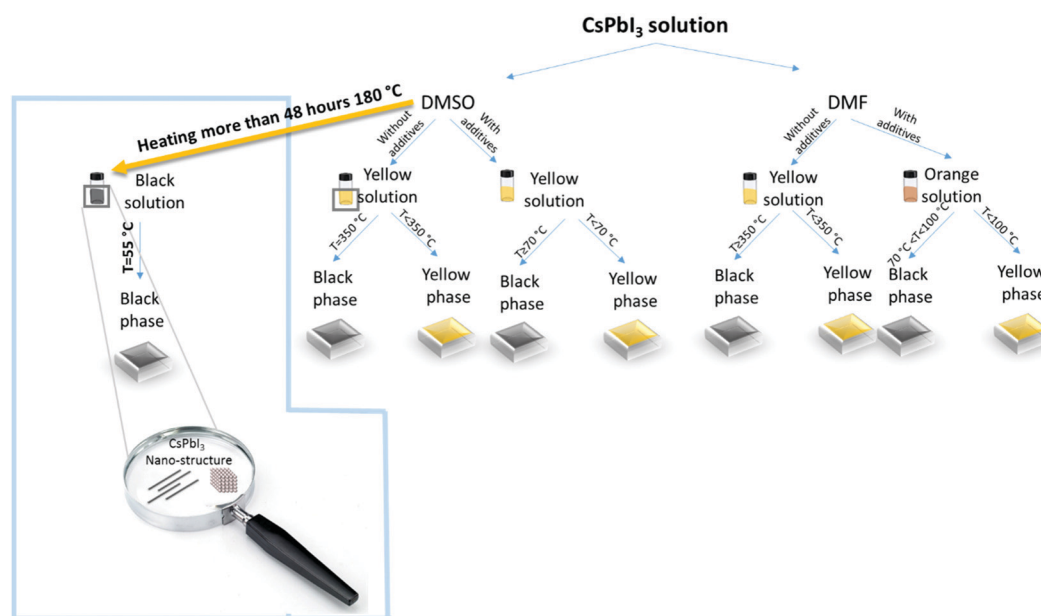 CsPbI₃ solution
Heating more than 48 hours 180 °C
DMSO
DMF
Without
additives
With
additives
Without
additives
With
additives
Black
solution
Yellow
solution
Yellow
solution
Yellow
solution
Orange
solution
T=55 °C
T=350 °C
T<350 °C
T≥70 °C
T<70 °C
T≥350 °C
T<350 °C
70 °C <T<100 °C
T<100 °C
Black
phase
Black
phase
Yellow
phase
Black
phase
Yellow
phase
Black
phase
Yellow
phase
Black
phase
Yellow
phase
CsPbI₃
Nano-structure